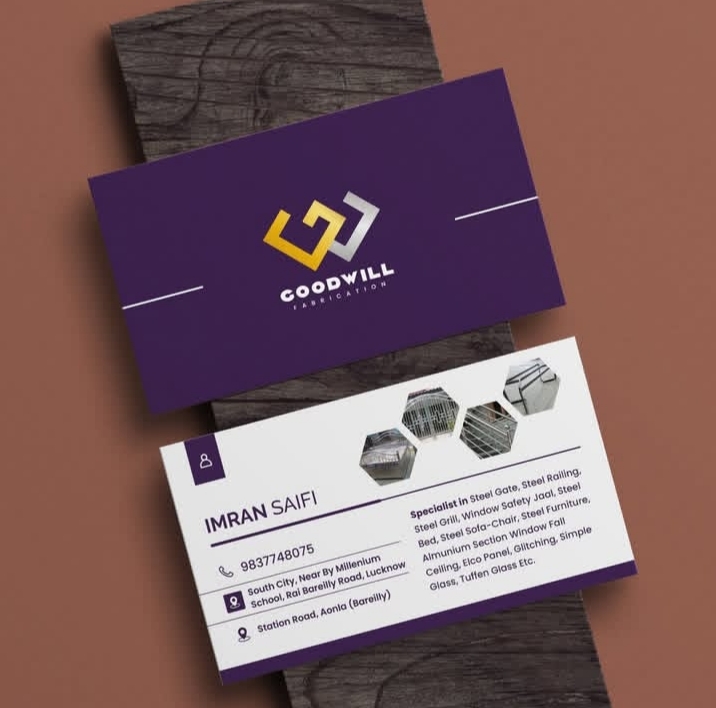 GOODWILL
FABRICATION
IMRAN SAIFI
9837748075
South City, Near By Millenium
School, Rai Bareilly Road, Lucknow
Station Road, Aonla (Bareilly)
Specialist in Steel Gate, Steel Railing,
Steel Grill, Window Safety Jaal, Steel
Bed, Steel Sofa-Chair, Steel Furniture,
Almunium Section Window Fall
Ceiling, Elco Panel, Glitching, Simple
Glass, Tuffen Glass Etc.